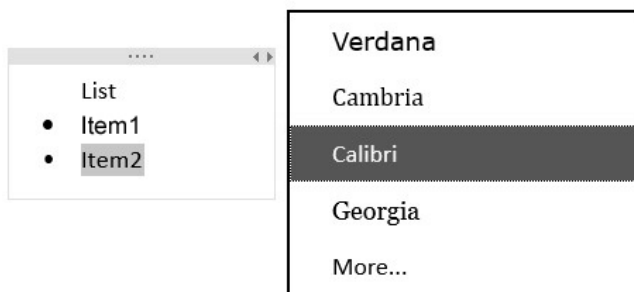 List
• Item1
• Item2
Verdana
Cambria
Calibri
Georgia
More...